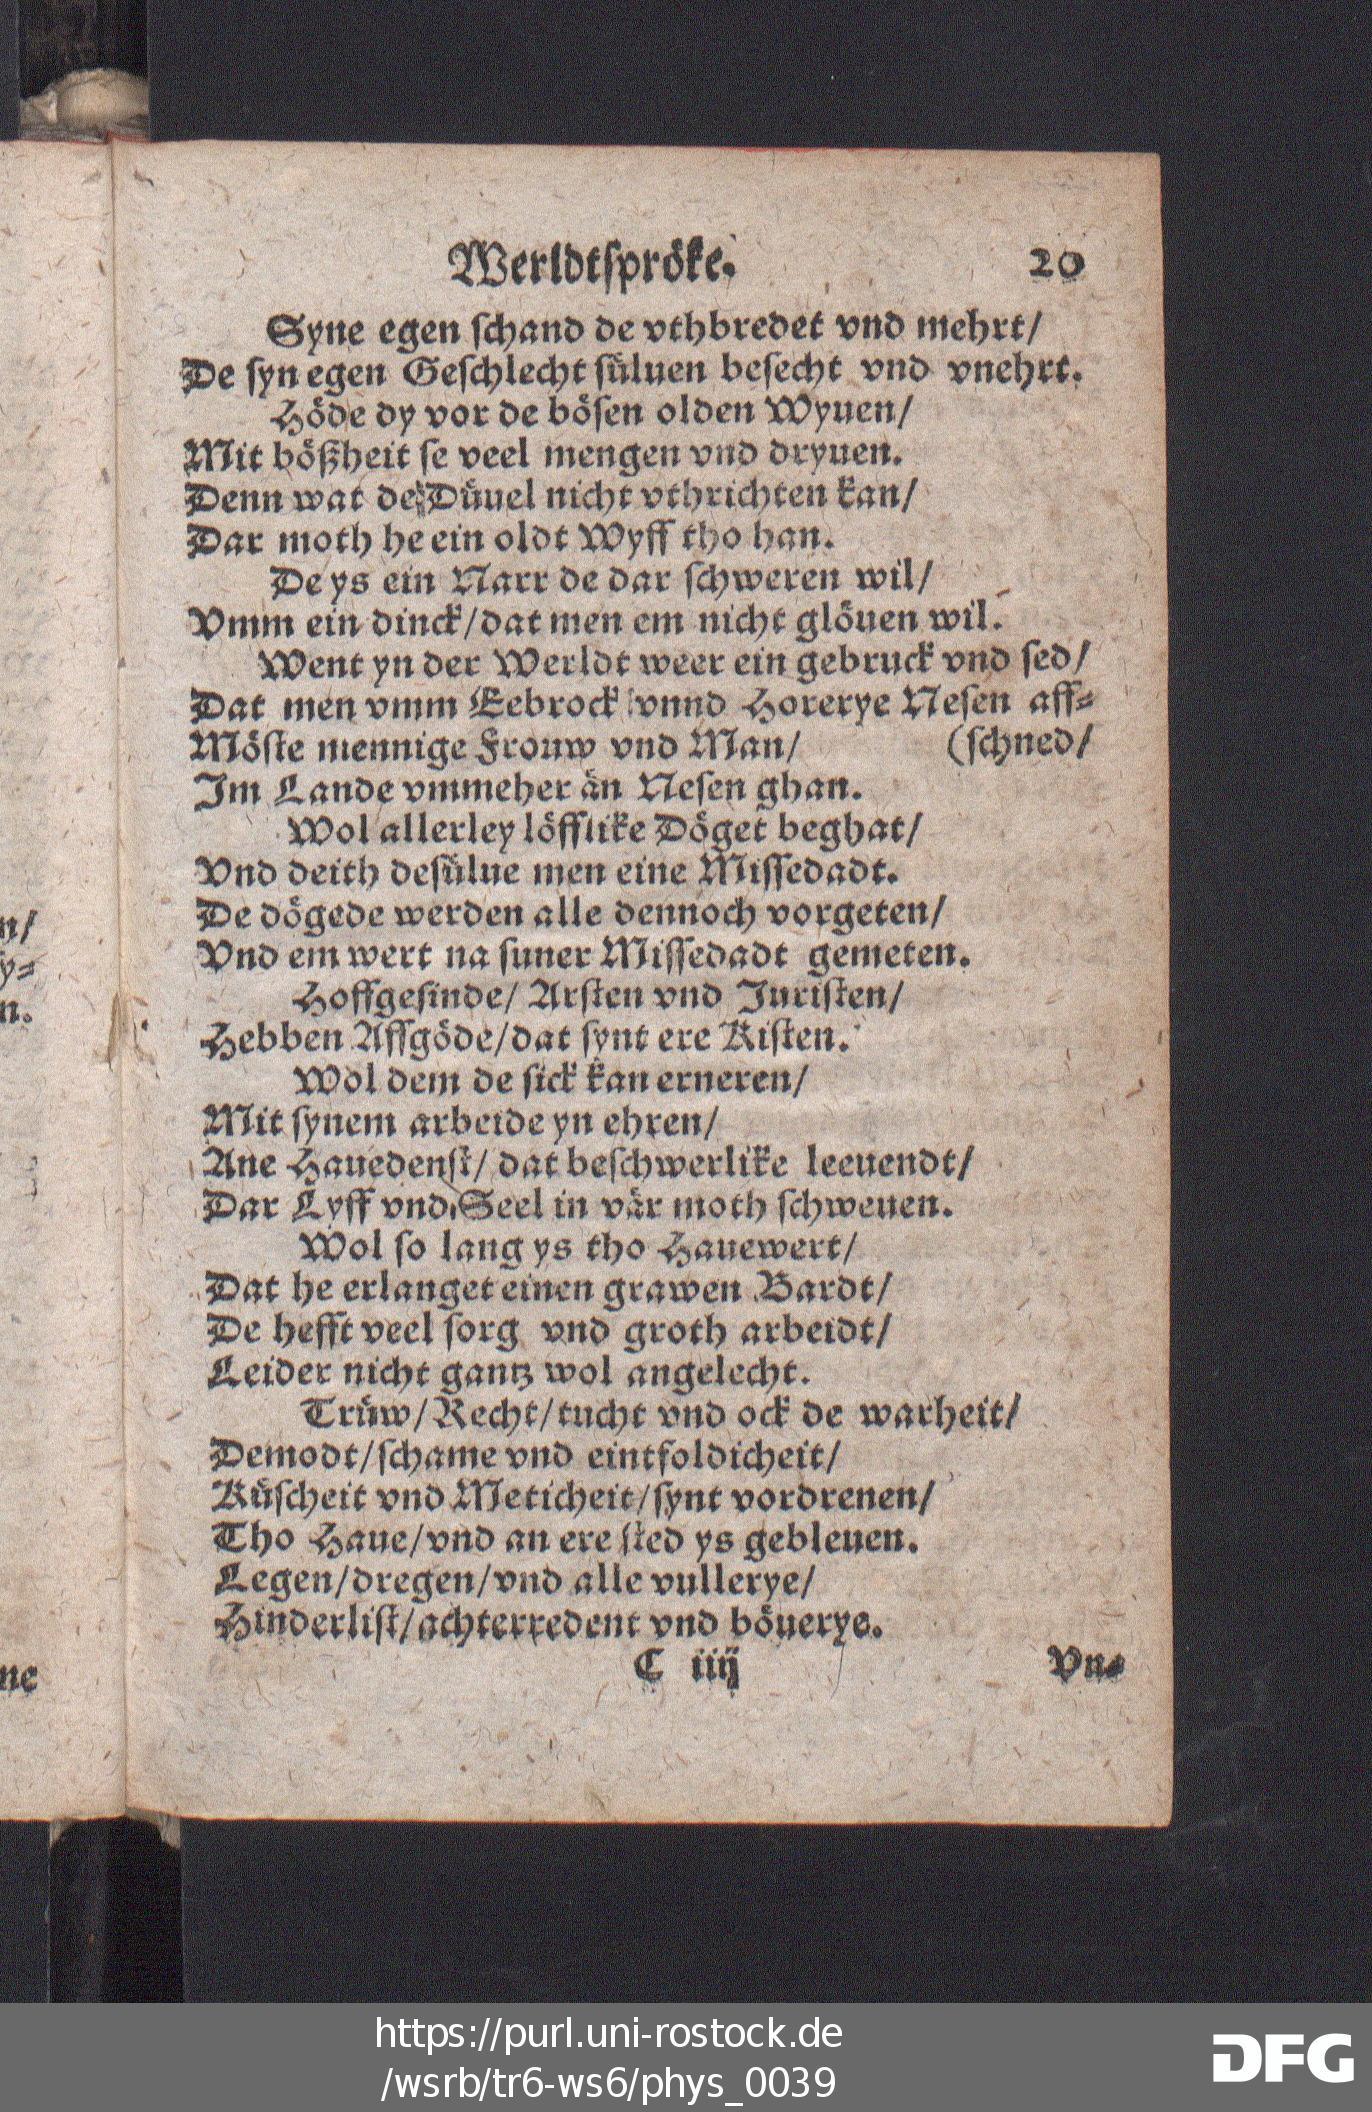 Werldtspröke. 20
Syne egen schand de vthbredet vnd mehrt/
De syn egen Geschlecht süluen besecht vnd vnehrt.
Höde dy vor de bösen olden Wyuen/
Mit bößheit se veel mengen vnd dryuen.
Denn wat de Düuel nicht vthrichten kan/
Dar moth he ein oldt Wyff tho han.
De ys ein Narr de dar schweren wil/
Vmm ein dinck/dat men em nicht glöuen wil.
Went yn der Werldt weer ein gebruck vnd sed/
Dat men vmm Eebrock vnnd Horerye Nesen aff⸗
Möste mennige Frouw vnd Man/ (schned/
Im Lande vmmeher än Nesen ghan.
Wol allerley löfflike Döget beghat/
Vnd deith desülue men eine Missedadt.
De dögede werden alle dennoch vorgeten/
Vnd em wert na suner Missedadt gemeten.
Hoffgesinde/ Arsten vnd Juristen/
Hebben Affgöde/dat synt ere Kisten.
Wol dem de sick kan erneren/
Mit synem arbeide yn ehren/
Ane Hauedenst/ dat beschwerlike leeuendt/
Dar Lyff vnd Seel in vär moth schweuen.
Wol so lang ys tho Hauewert/
Dat he erlanget einen grawen Bardt/
De hefft veel sorg vnd groth arbeidt/
Leider nicht gantz wol angelecht.
Trüw/Recht/tucht vnd ock de warheit/
Demodt/schame vnd eintfoldicheit/
Küscheit vnd Meticheit/synt vordrenen/
Tho Haue/vnd an ere sted ys gebleuen.
Legen/dregen/vnd alle vullerye/
Hinderlist/achterredent vnd böuerye.
C iiij Vn⸗
n/
y⸗
n.
ne
https://purl.uni-rostock.de
/wsrb/tr6-ws6/phys_0039
DFG